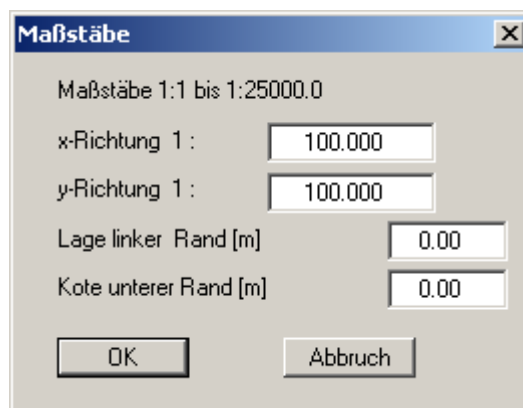 Maßstäbe
Maßstäbe 1:1 bis 1:25000.0
x-Richtung 1 : 100.000
y-Richtung 1 : 100.000
Lage linker Rand [m] 0.00
Kote unterer Rand [m] 0.00
OK Abbruch